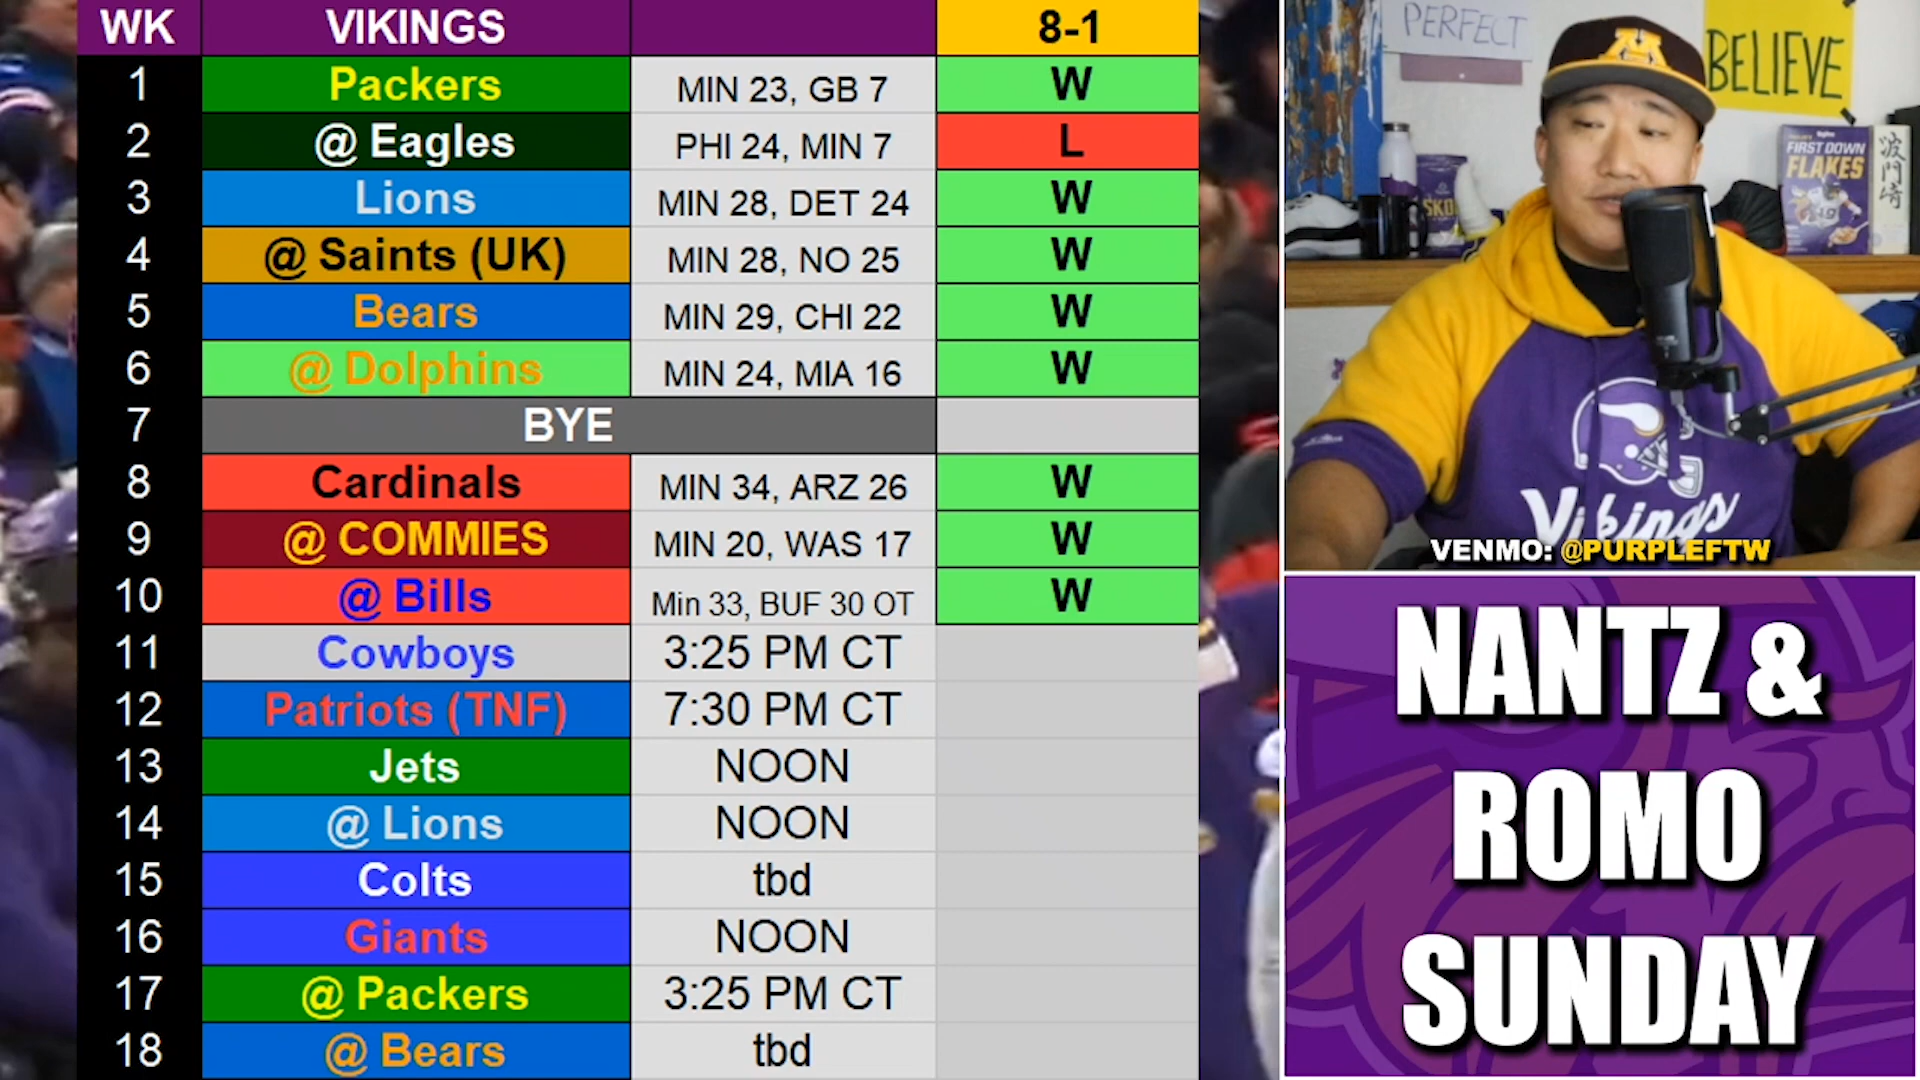 WK VIKINGS 8-1
1 Packers MIN 23, GB 7 W
2 @ Eagles PHI 24, MIN 7 L
3 Lions MIN 28, DET 24 W
4 @ Saints (UK) MIN 28, NO 25 W
5 Bears MIN 29, CHI 22 W
6 @ Dolphins MIN 24, MIA 16 W
7 BYE
8 Cardinals MIN 34, ARZ 26 W
9 @ COMMIES MIN 20, WAS 17 W
10 @ Bills Min 33, BUF 30 OT W
11 Cowboys 3:25 PM CT
12 Patriots (TNF) 7:30 PM CT
13 Jets NOON
14 @ Lions NOON
15 Colts tbd
16 Giants NOON
17 @ Packers 3:25 PM CT
18 @ Bears tbd
PERFECT
BELIEVE
M
SKO
FIRST DOWN
FLAKES
波門埼
Vikings
VENMO: @PURPLEFTW
NANTZ &
ROMO
SUNDAY